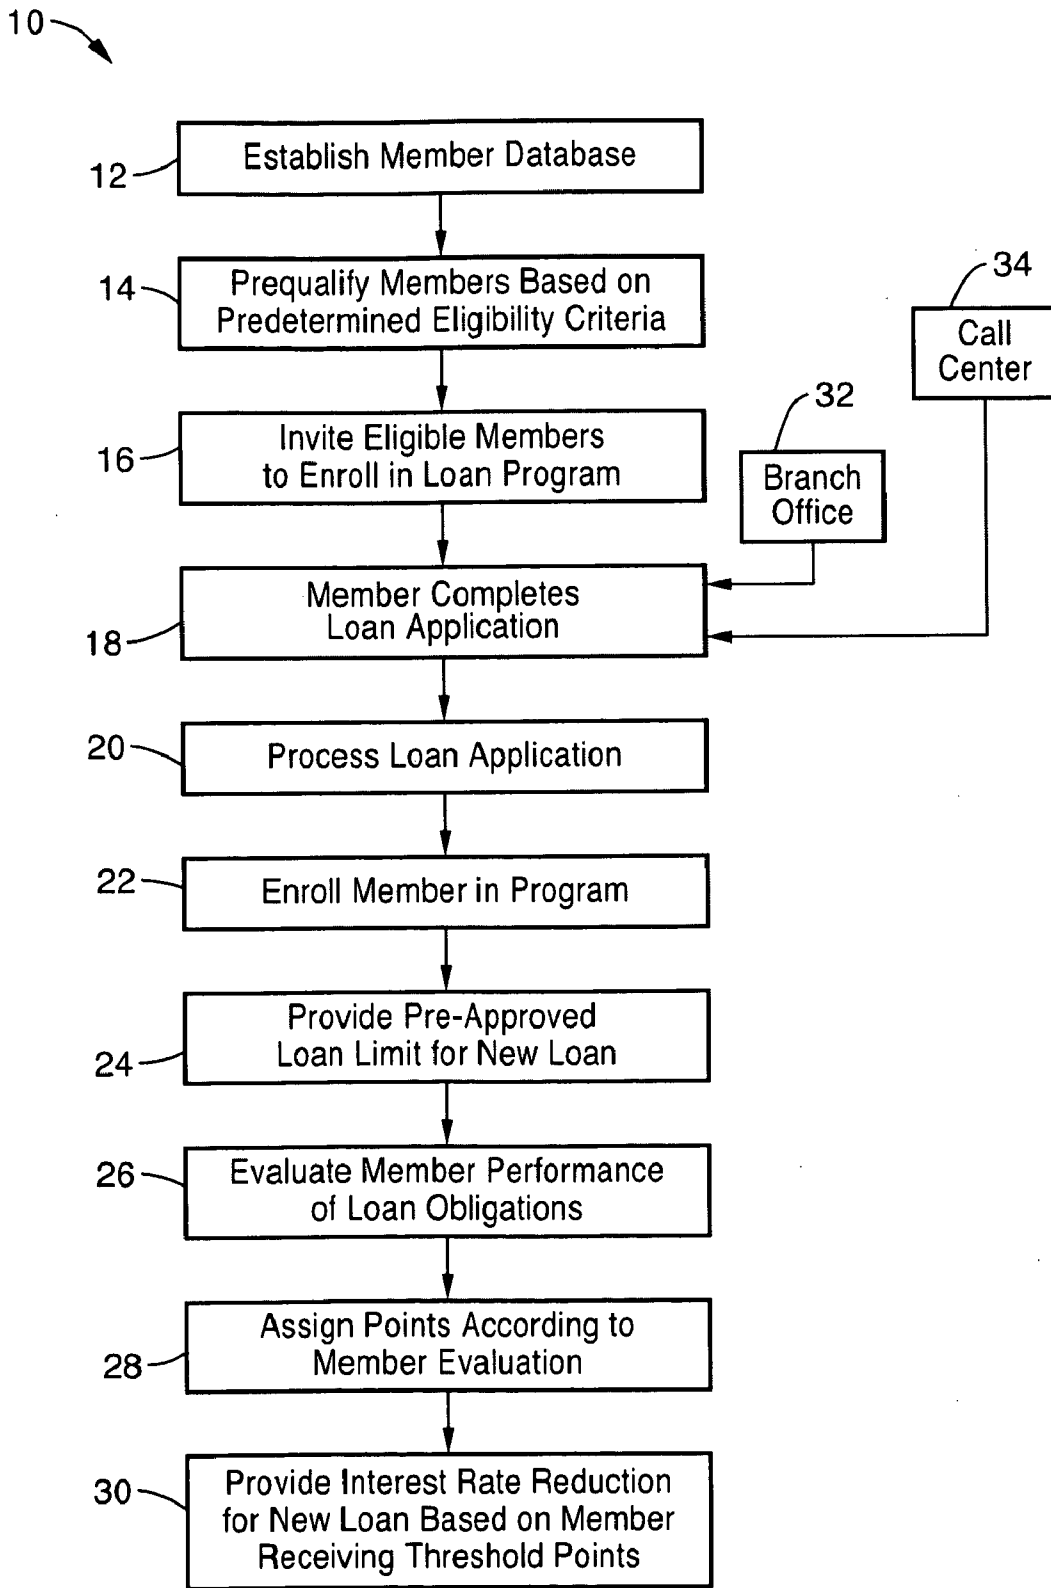 10
Establish Member Database
12
Prequalify Members Based on
Predetermined Eligibility Criteria
14
34
Call
Center
Invite Eligible Members
to Enroll in Loan Program
16
32
Branch
Office
Member Completes
Loan Application
18
Process Loan Application
20
Enroll Member in Program
22
Provide Pre-Approved
Loan Limit for New Loan
24
Evaluate Member Performance
of Loan Obligations
26
Assign Points According to
Member Evaluation
28
Provide Interest Rate Reduction
for New Loan Based on Member
Receiving Threshold Points
30